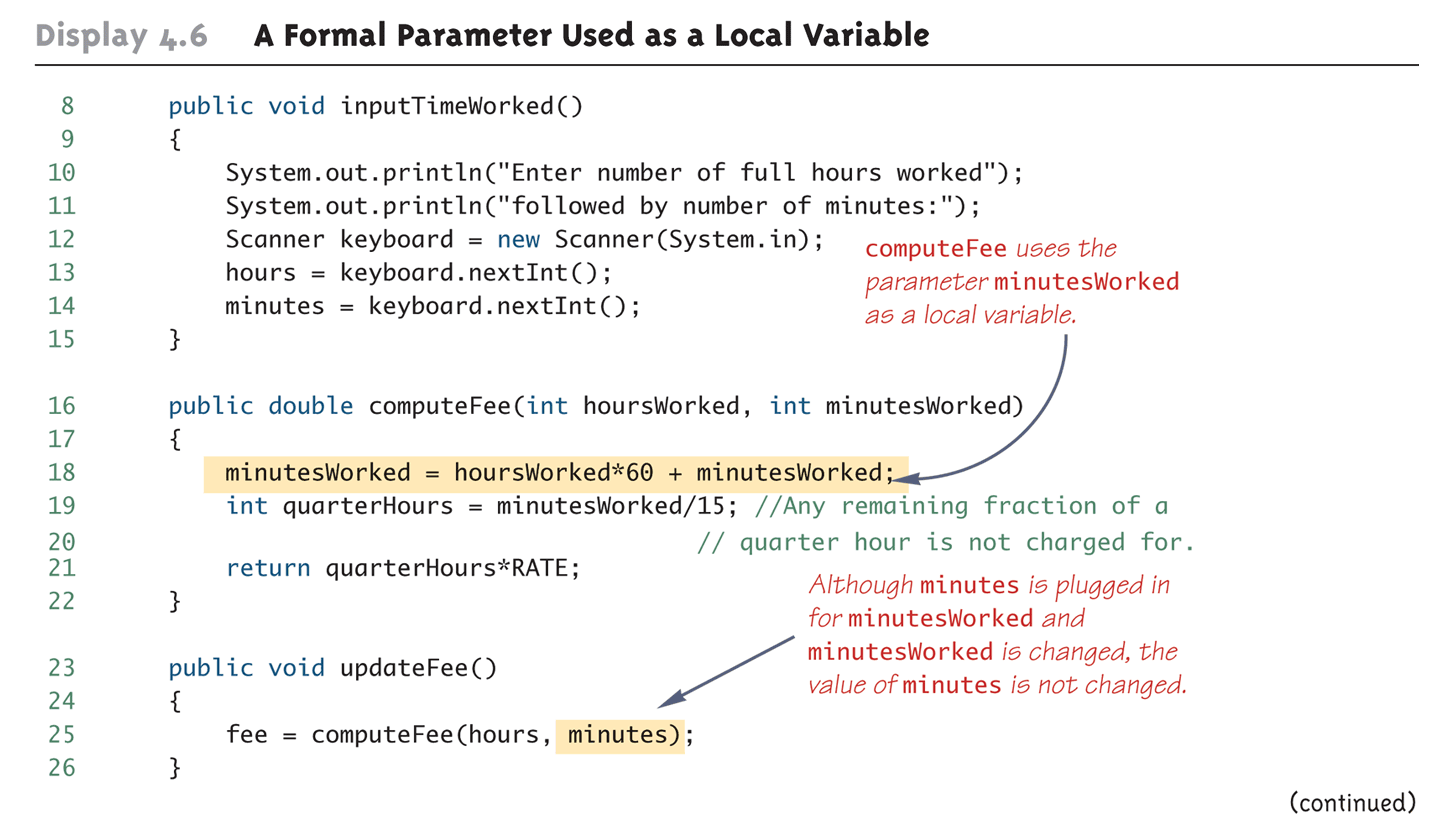 Display 4.6 A Formal Parameter Used as a Local Variable
8 public void inputTimeWorked()
9 {
10 System.out.println("Enter number of full hours worked");
11 System.out.println("followed by number of minutes:");
12 Scanner keyboard = new Scanner(System.in);
13 hours = keyboard.nextInt();
14 minutes = keyboard.nextInt();
15 }
computeFee uses the
parameter minutesWorked
as a local variable.
16 public double computeFee(int hoursWorked, int minutesWorked)
17 {
18 minutesWorked = hoursWorked*60 + minutesWorked;
19 int quarterHours = minutesWorked/15; //Any remaining fraction of a
20 // quarter hour is not charged for.
21 return quarterHours*RATE;
22 }
Although minutes is plugged in
for minutesWorked and
minutesWorked is changed, the
value of minutes is not changed.
23 public void updateFee()
24 {
25 fee = computeFee(hours, minutes);
26 }
(continued)